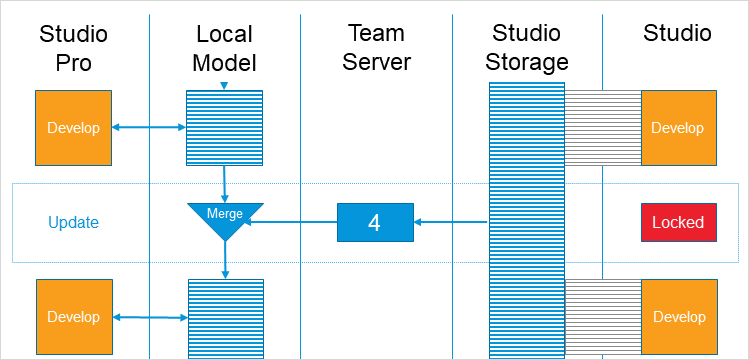 Studio
Pro
Local
Model
Team
Server
Studio
Storage
Studio
Develop
Develop
Update
Merge
4
Locked
Develop
Develop